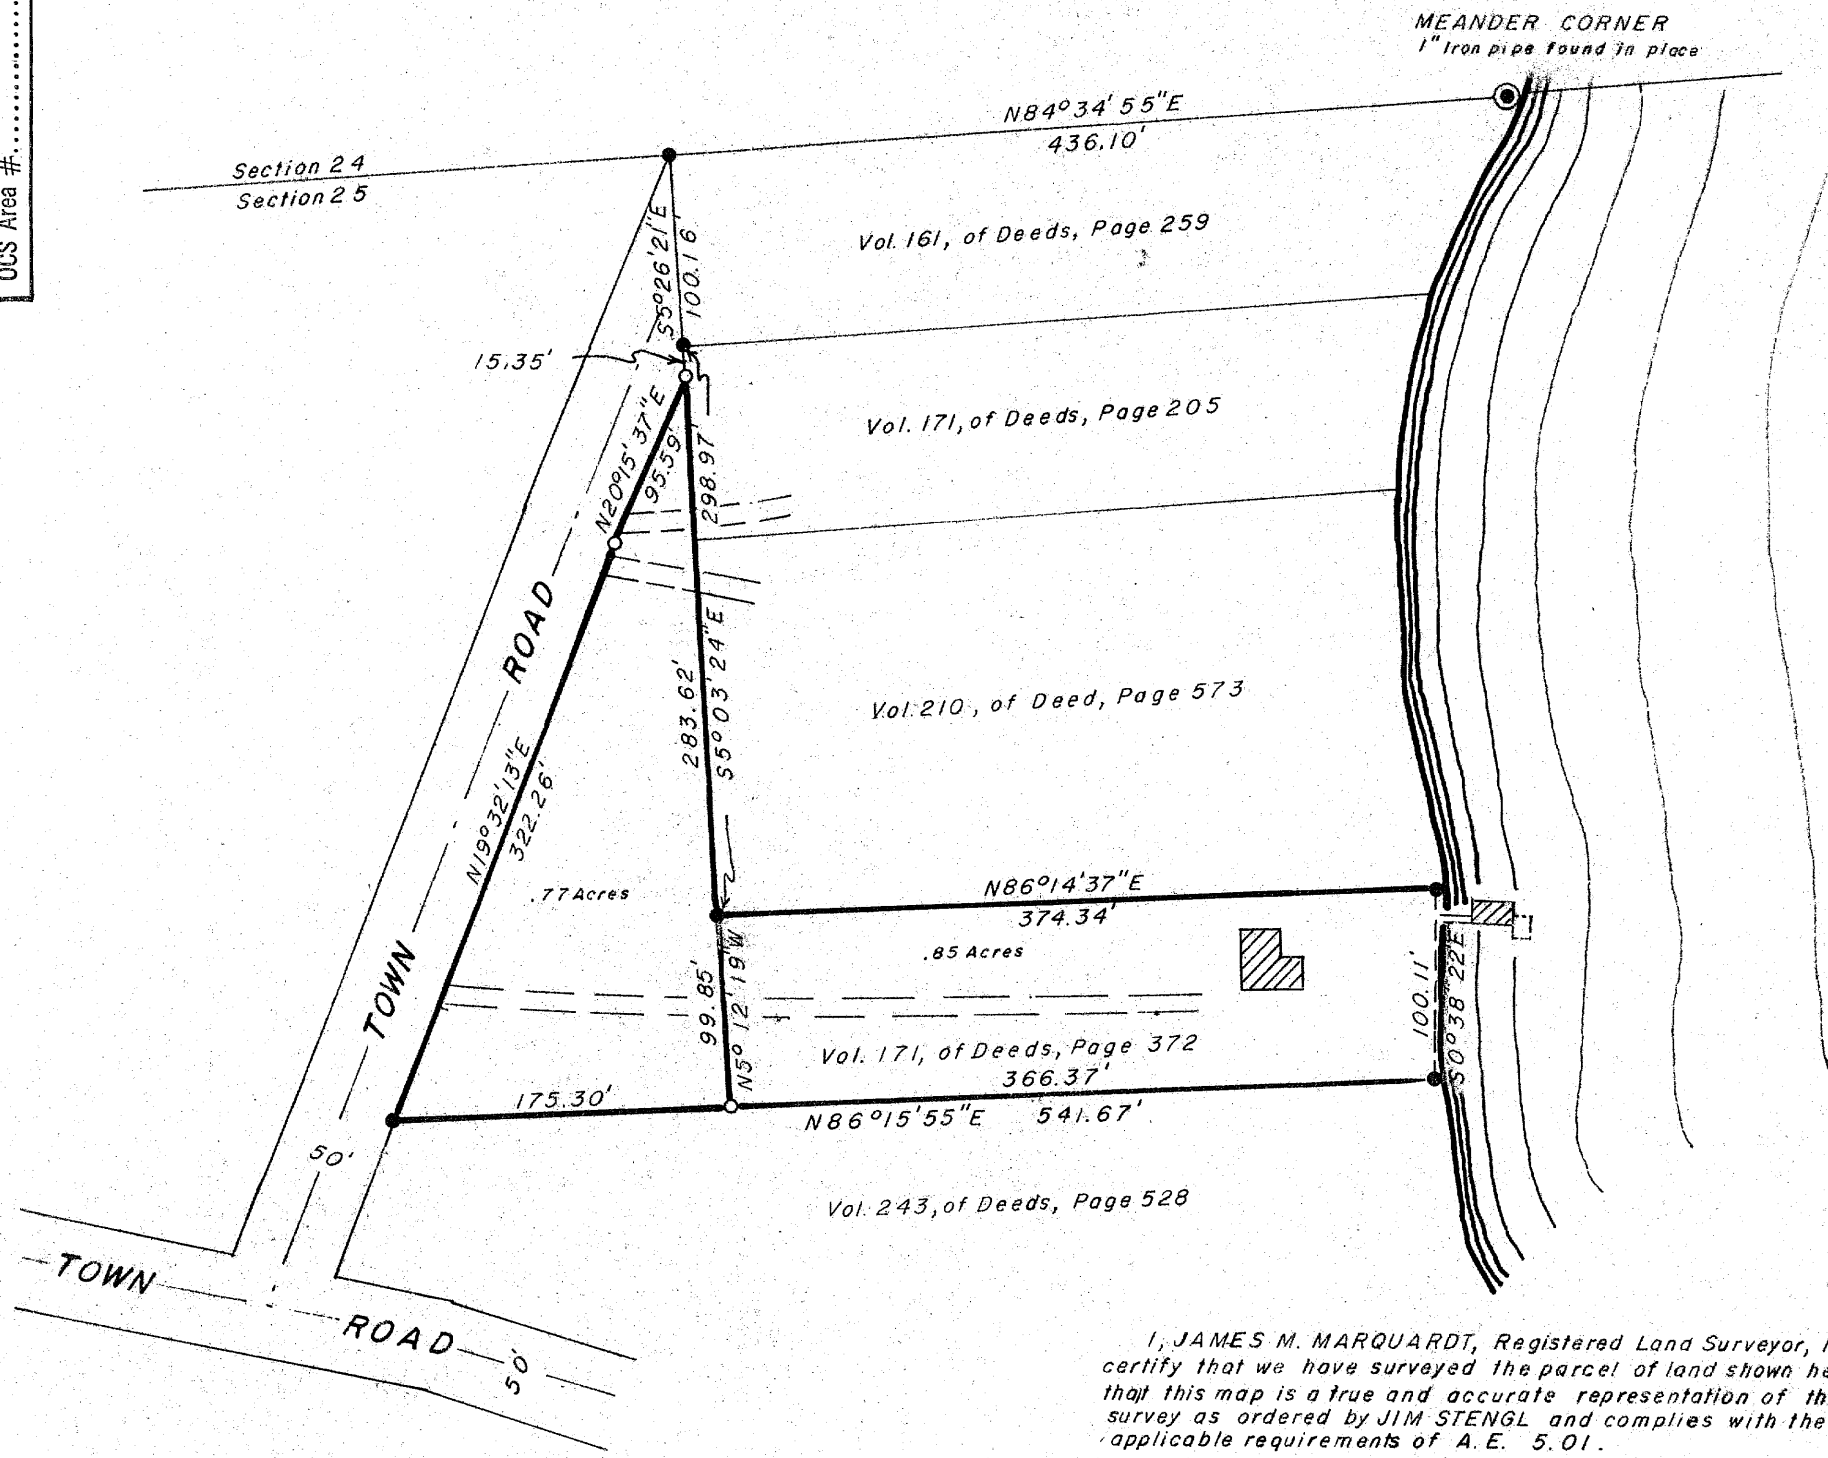 OCS Area #
MEANDER CORNER
1" Iron pipe found in place
N84°34'55"E
436.10'
Section 24
Section 25
S5°26'21"E
100.16'
Vol. 161, of Deeds, Page 259
15.35'
N20°15'37"E
95.59'
298.97'
Vol. 171, of Deeds, Page 205
TOWN ROAD
283.62'
S5°03'24"E
Vol. 210, of Deed, Page 573
N19°32'13"E
322.26'
.77 Acres
N86°14'37"E
374.34'
.85 Acres
99.85'
N5°12'19"W
100.11'
S0°38'22"E
Vol. 171, of Deeds, Page 372
366.37'
175.30'
N86°15'55"E 541.67'
50'
Vol. 243, of Deeds, Page 528
TOWN ROAD
50'
I, JAMES M. MARQUARDT, Registered Land Surveyor,
certify that we have surveyed the parcel of land shown
that this map is a true and accurate representation of
survey as ordered by JIM STENGL and complies with the
applicable requirements of A.E. 5.01.